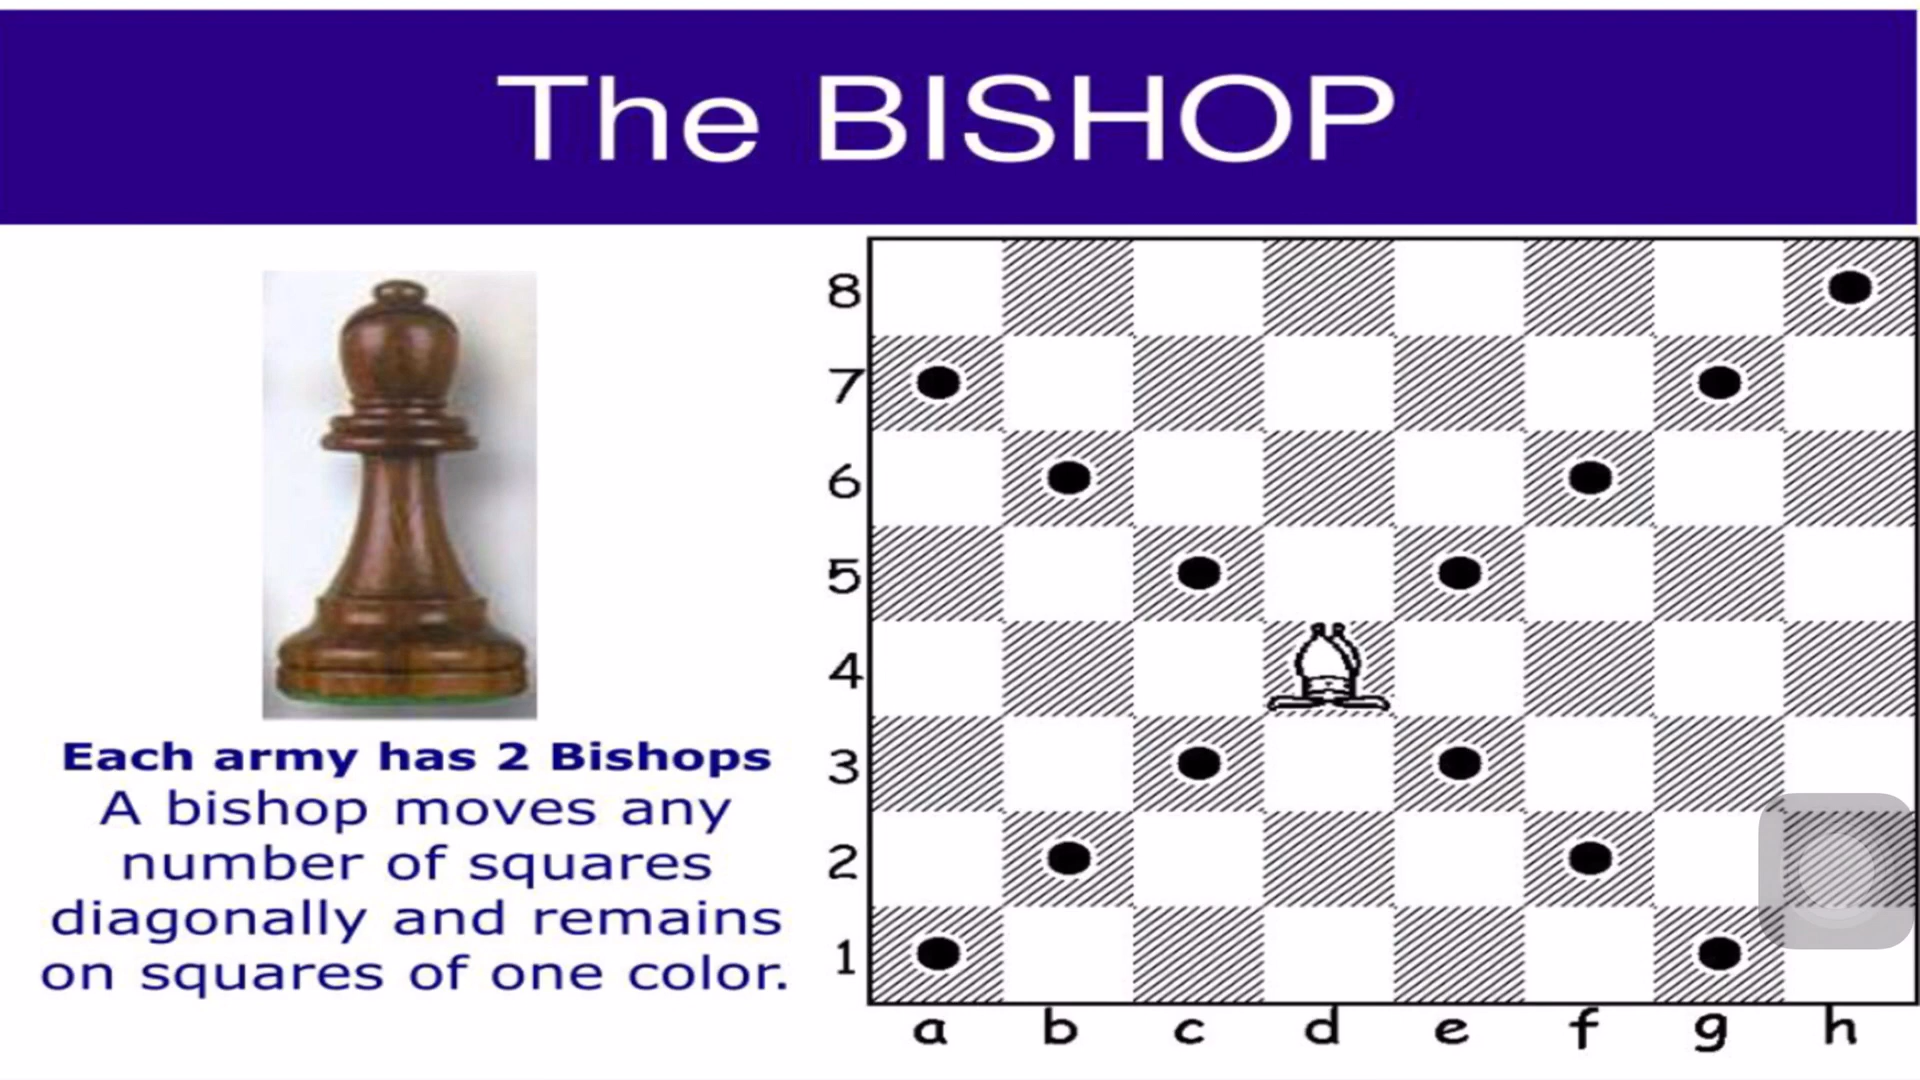 The BISHOP
Each army has 2 Bishops
A bishop moves any
number of squares
diagonally and remains
on squares of one color.
8
7
6
5
4
3
2
1
a b c d e f g h